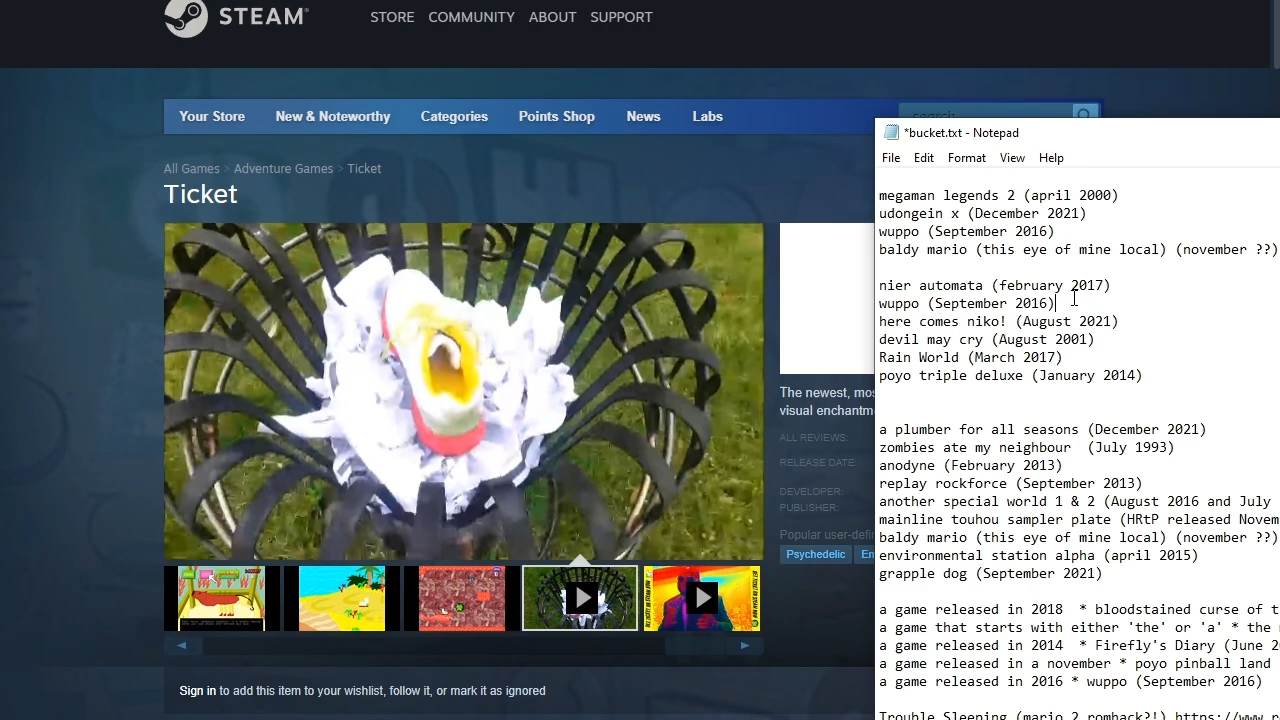 STEAM®
STORE COMMUNITY ABOUT SUPPORT
Your Store New & Noteworthy Categories Points Shop News Labs
search
All Games > Adventure Games > Ticket
Ticket
The newest, mos
visual enchantm
ALL REVIEWS:
RELEASE DATE:
DEVELOPER:
PUBLISHER:
Popular user-defi
Psychedelic En
Sign in to add this item to your wishlist, follow it, or mark it as ignored
*bucket.txt - Notepad
File Edit Format View Help
megaman legends 2 (april 2000)
udongein x (December 2021)
wuppo (September 2016)
baldy mario (this eye of mine local) (november ??)
nier automata (february 2017)
wuppo (September 2016)
here comes niko! (August 2021)
devil may cry (August 2001)
Rain World (March 2017)
poyo triple deluxe (January 2014)
a plumber for all seasons (December 2021)
zombies ate my neighbour (July 1993)
anodyne (February 2013)
replay rockforce (September 2013)
another special world 1 & 2 (August 2016 and July
mainline touhou sampler plate (HRtP released Novem
baldy mario (this eye of mine local) (november ??)
environmental station alpha (april 2015)
grapple dog (September 2021)
a game released in 2018 * bloodstained curse of t
a game that starts with either 'the' or 'a' * the
a game released in 2014 * Firefly's Diary (June 2
a game released in a november * poyo pinball land
a game released in 2016 * wuppo (September 2016)
Trouble Sleeping (mario 2 romhack?!) https://www